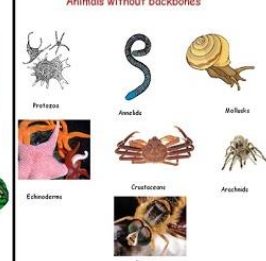 Animals without backbones
Protozoa
Annelids
Mollusks
Echinoderms
Crustaceans
Arachnids